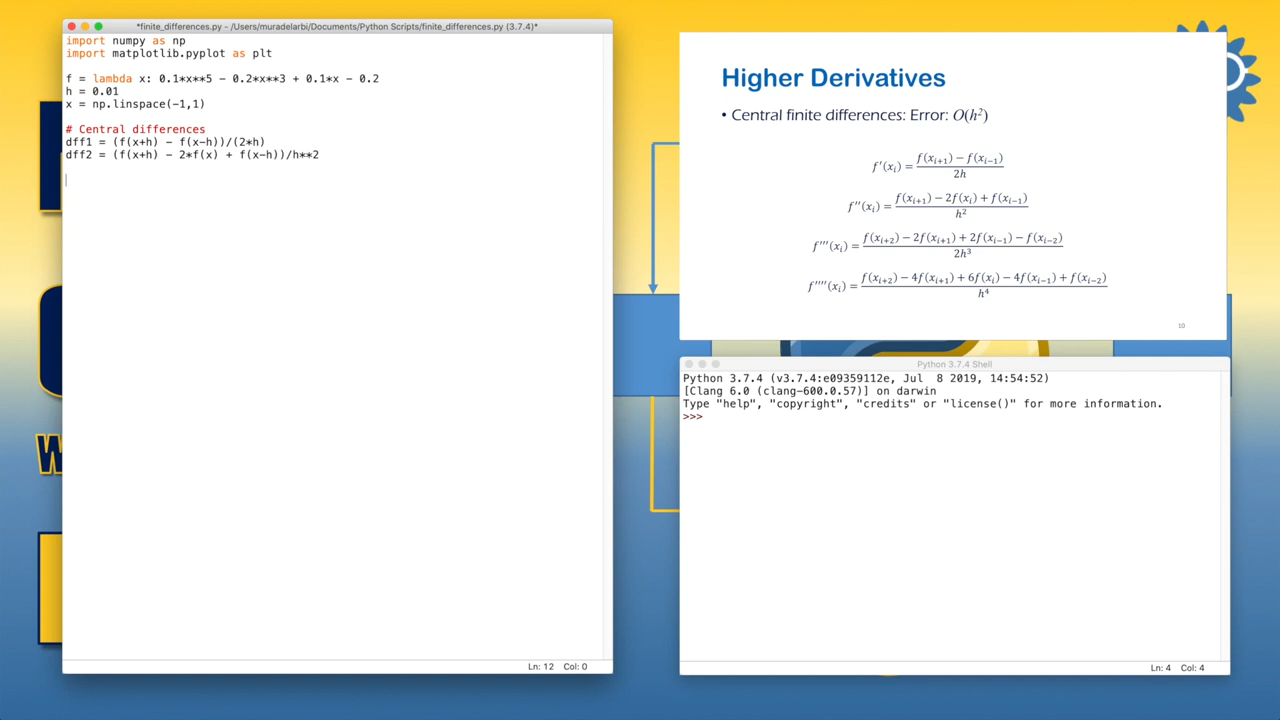 *finite_differences.py - /Users/muradelarbi/Documents/Python Scripts/finite_differences.py (3.7.4)*
import numpy as np
import matplotlib.pyplot as plt
f = lambda x: 0.1*x**5 - 0.2*x**3 + 0.1*x - 0.2
h = 0.01
x = np.linspace(-1,1)
# Central differences
dff1 = (f(x+h) - f(x-h))/(2*h)
dff2 = (f(x+h) - 2*f(x) + f(x-h))/h**2
Ln: 12 Col: 0
Higher Derivatives
• Central finite differences: Error: O(h²)
f′(xᵢ) = f(xᵢ₊₁) − f(xᵢ₋₁)
2h
f′′(xᵢ) = f(xᵢ₊₁) − 2f(xᵢ) + f(xᵢ₋₁)
h²
f′′′(xᵢ) = f(xᵢ₊₂) − 2f(xᵢ₊₁) + 2f(xᵢ₋₁) − f(xᵢ₋₂)
2h³
f′′′′(xᵢ) = f(xᵢ₊₂) − 4f(xᵢ₊₁) + 6f(xᵢ) − 4f(xᵢ₋₁) + f(xᵢ₋₂)
h⁴
10
Python 3.7.4 Shell
Python 3.7.4 (v3.7.4:e09359112e, Jul  8 2019, 14:54:52)
[Clang 6.0 (clang-600.0.57)] on darwin
Type "help", "copyright", "credits" or "license()" for more information.
>>>
Ln: 4 Col: 4